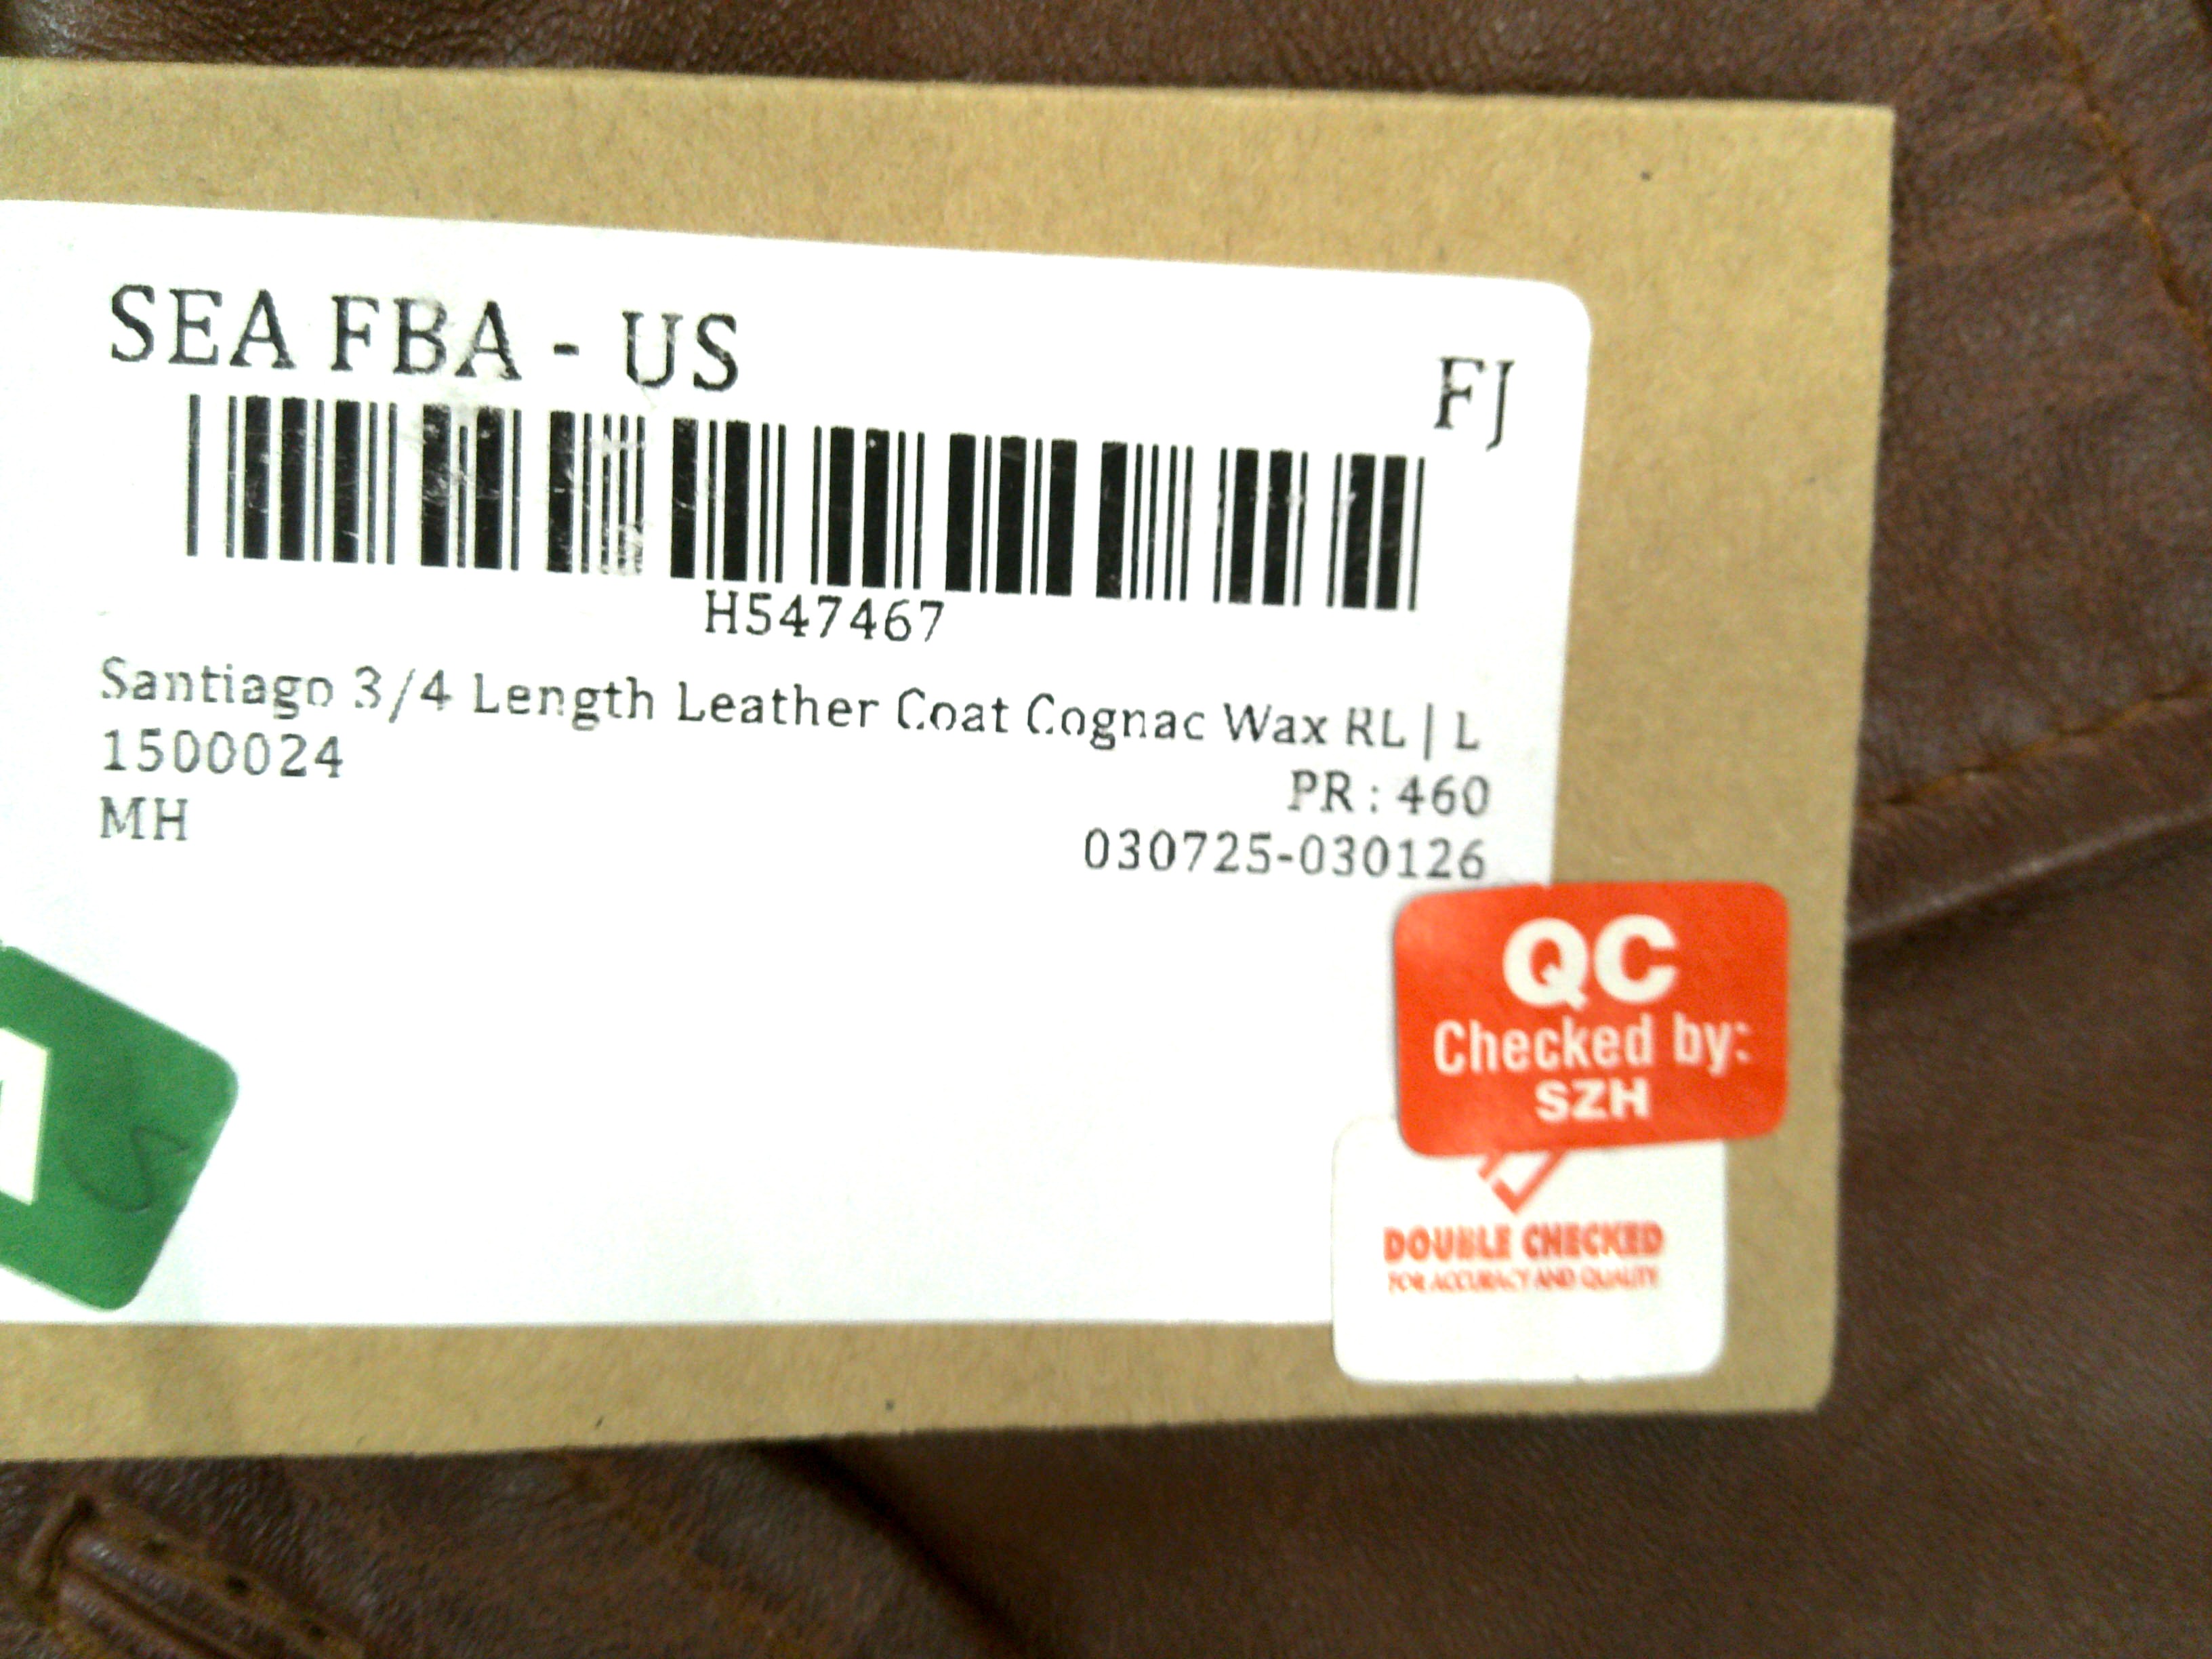 SEA FBA - US
FJ
H547467
Santiago 3/4 Length Leather Coat Cognac Wax RL | L
1500024
PR : 460
MH
030725-030126
QC
Checked by:
SZH
DOUBLE CHECKED
FOR ACCURACY AND QUALITY